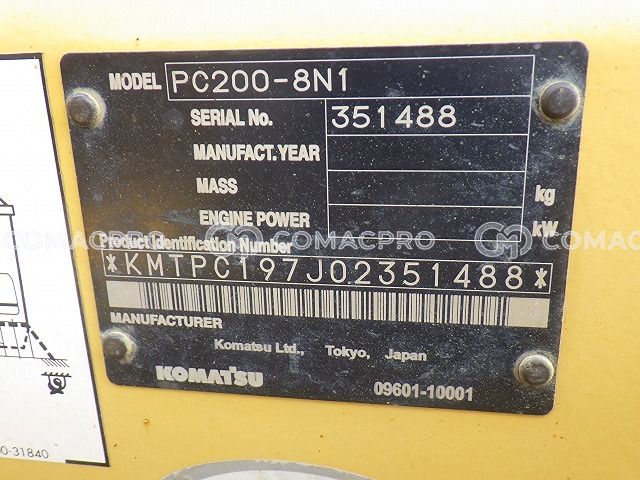 MODEL PC200-8N1
SERIAL No. 351488
MANUFACT.YEAR
MASS kg
ENGINE POWER kW
Product Identification Number
*KMTPC197J02351488*
MANUFACTURER
Komatsu Ltd., Tokyo, Japan
KOMATSU 09601-10001
0-31840
COMACPRO COMACPRO COMAC